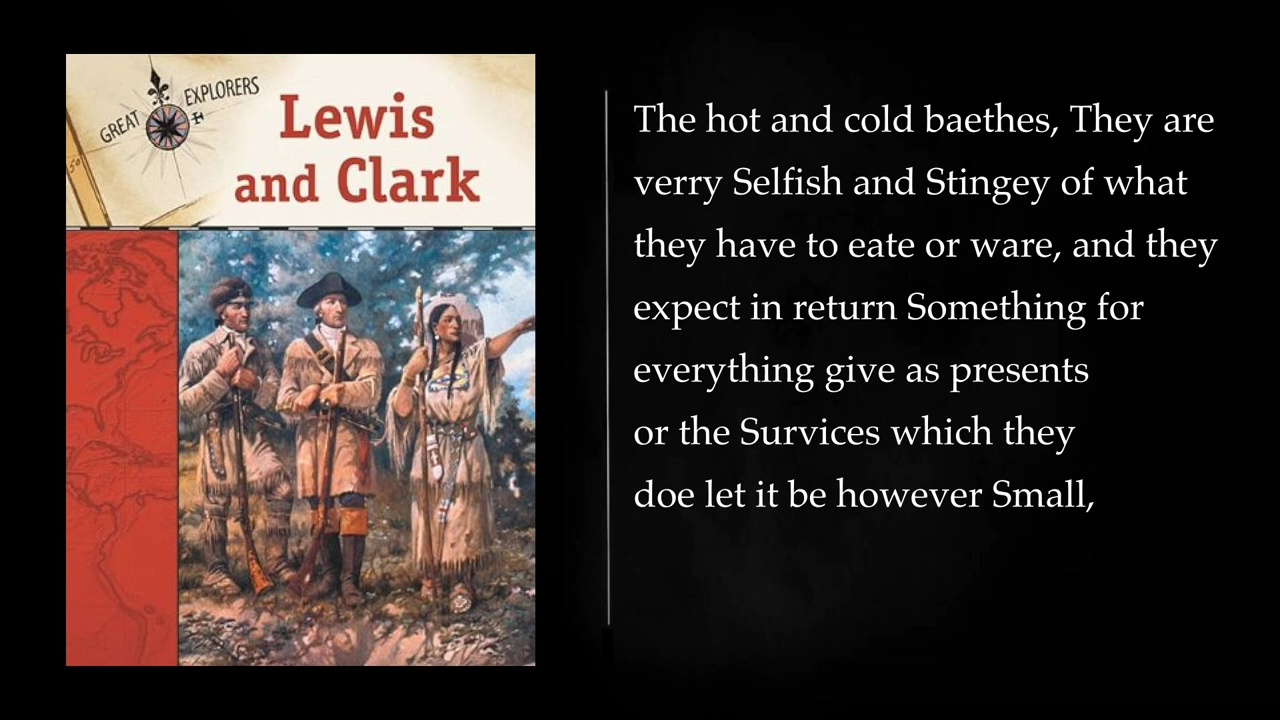 GREAT EXPLORERS
Lewis
and Clark
50
The hot and cold baethes, They are
verry Selfish and Stingey of what
they have to eate or ware, and they
expect in return Something for
everything give as presents
or the Survices which they
doe let it be however Small,